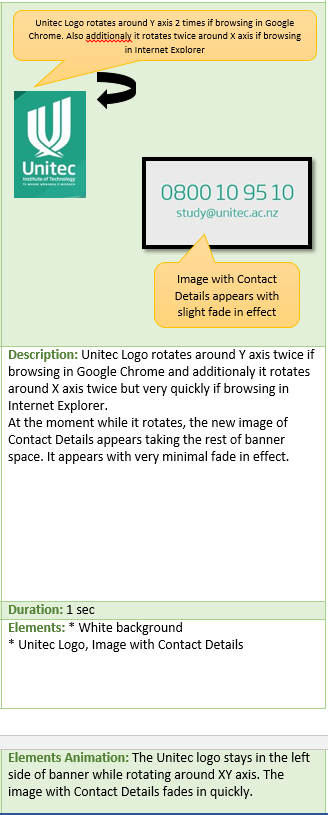 Unitec Logo rotates around Y axis 2 times if browsing in Google
Chrome. Also additionaly it rotates twice around X axis if browsing
in Internet Explorer
Unitec
Institute of Technology
TE WHARE WĀNANGA O WAIRAKA
0800 10 95 10
study@unitec.ac.nz
Image with Contact
Details appears with
slight fade in effect
Description: Unitec Logo rotates around Y axis twice if
browsing in Google Chrome and additionaly it rotates
around X axis twice but very quickly if browsing in
Internet Explorer.
At the moment while it rotates, the new image of
Contact Details appears taking the rest of banner
space. It appears with very minimal fade in effect.
Duration: 1 sec
Elements: * White background
* Unitec Logo, Image with Contact Details
Elements Animation: The Unitec logo stays in the left
side of banner while rotating around XY axis. The
image with Contact Details fades in quickly.